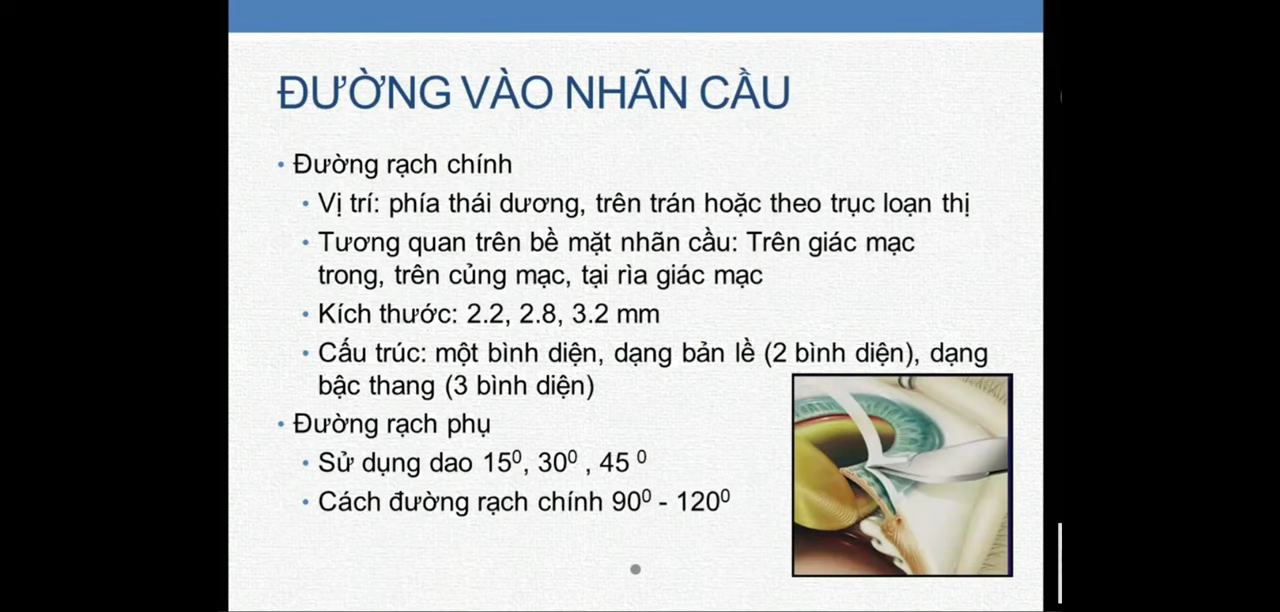 ĐƯỜNG VÀO NHÃN CẦU
• Đường rạch chính
• Vị trí: phía thái dương, trên trán hoặc theo trục loạn thị
• Tương quan trên bề mặt nhãn cầu: Trên giác mạc
trong, trên củng mạc, tại rìa giác mạc
• Kích thước: 2.2, 2.8, 3.2 mm
• Cấu trúc: một bình diện, dạng bản lề (2 bình diện), dạng
bậc thang (3 bình diện)
• Đường rạch phụ
• Sử dụng dao 15⁰, 30⁰ , 45 ⁰
• Cách đường rạch chính 90⁰ - 120⁰